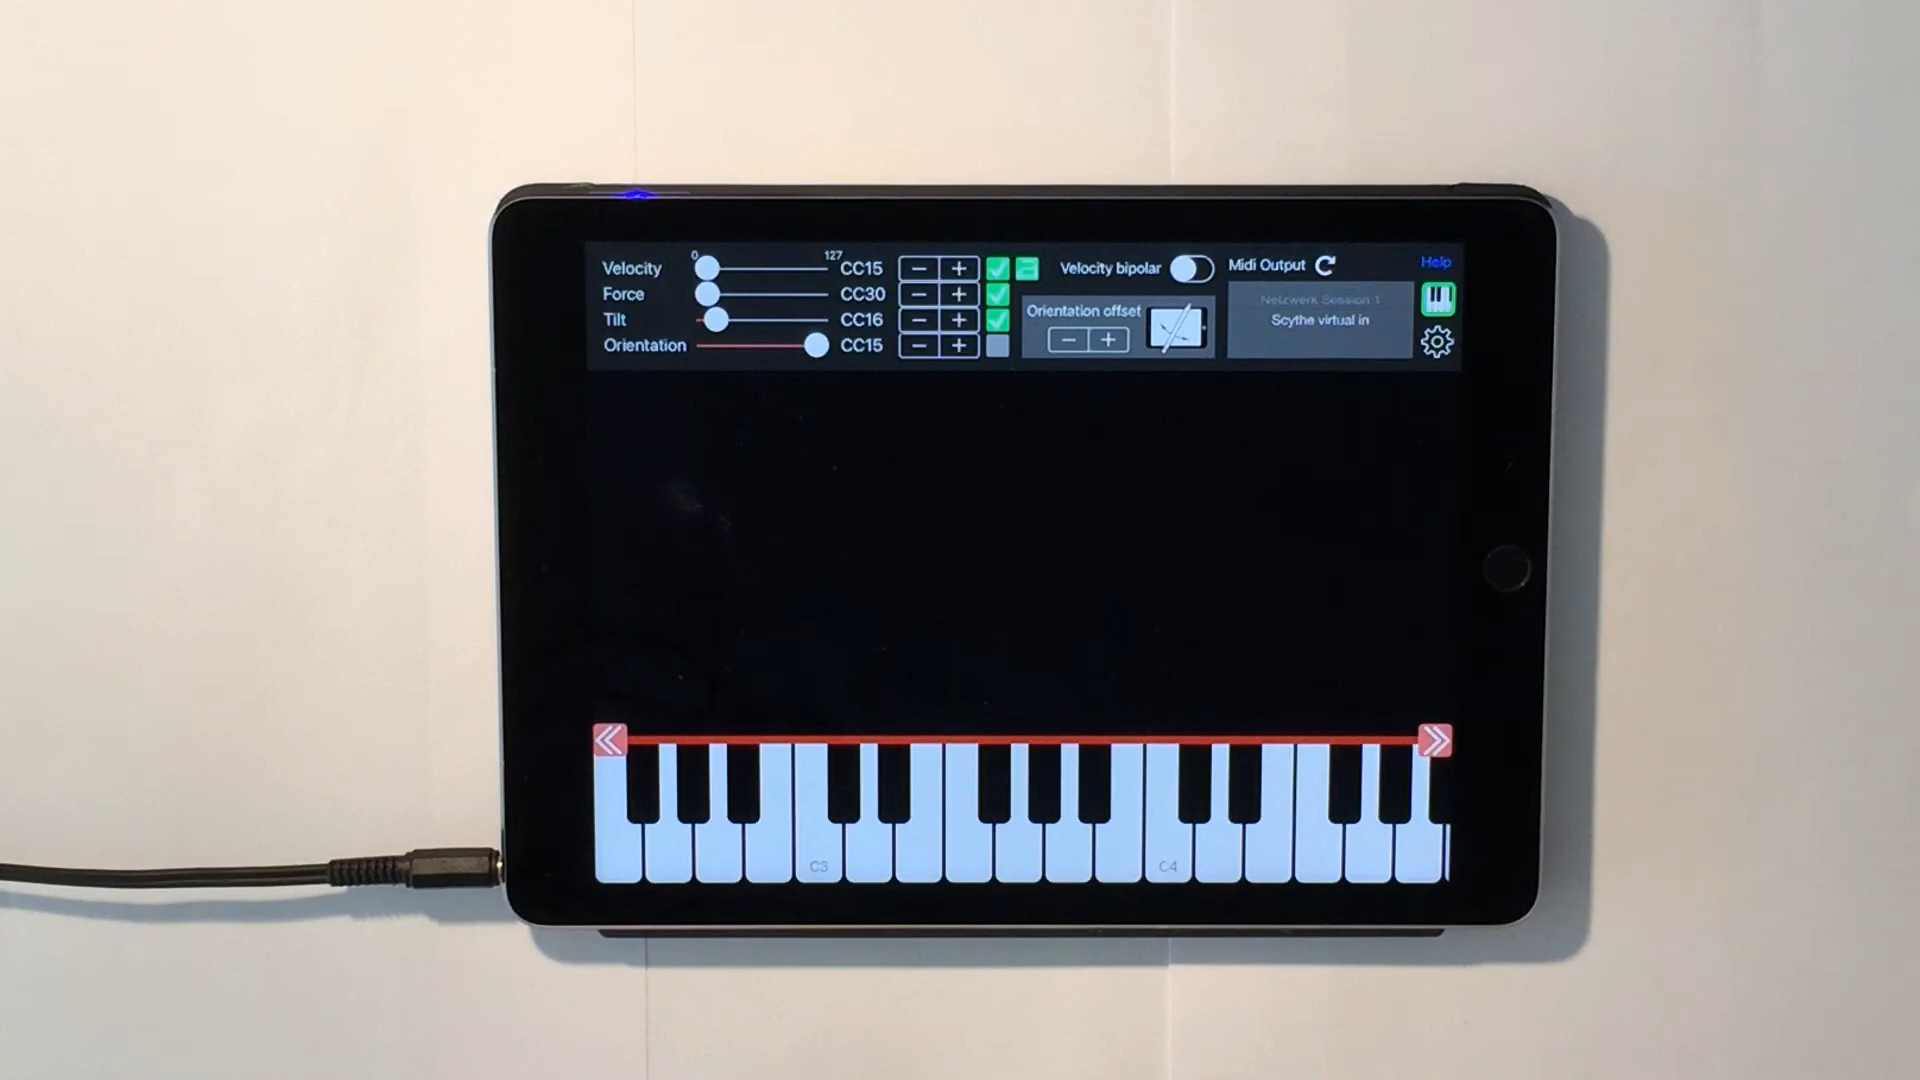 0 127
Velocity CC15 − + Velocity bipolar Midi Output Help
Force CC30 − +
Tilt CC16 − +
Orientation CC15 − +
Orientation offset
− +
Netzwerk Session 1
Scythe virtual in
C3 C4